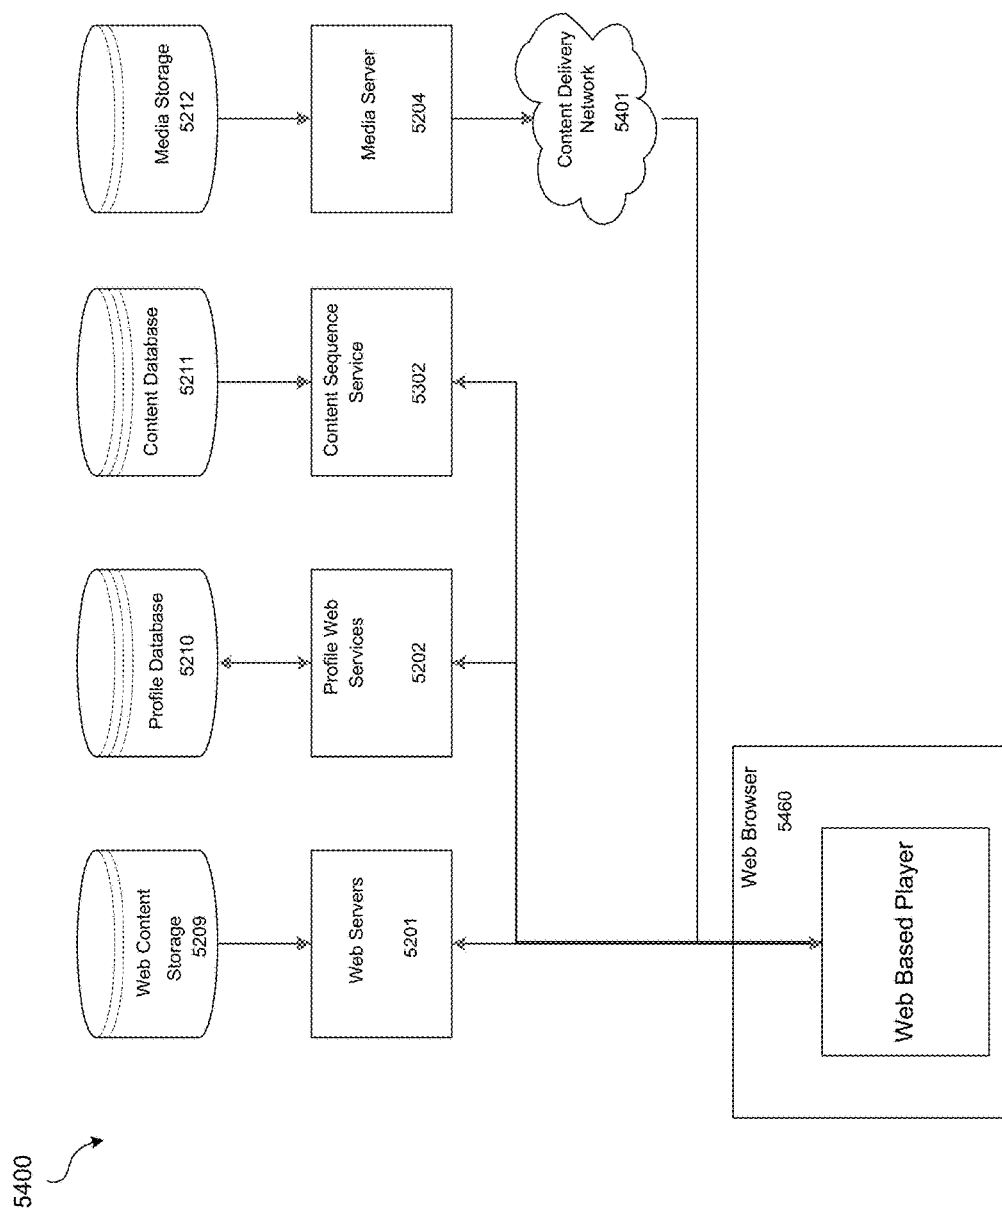 5400
Web Content
Storage
5209
Profile Database
5210
Content Database
5211
Media Storage
5212
Web Servers
5201
Profile Web
Services
5202
Content Sequence
Service
5302
Media Server
5204
Content Delivery
Network
5401
Web Browser
5460
Web Based Player